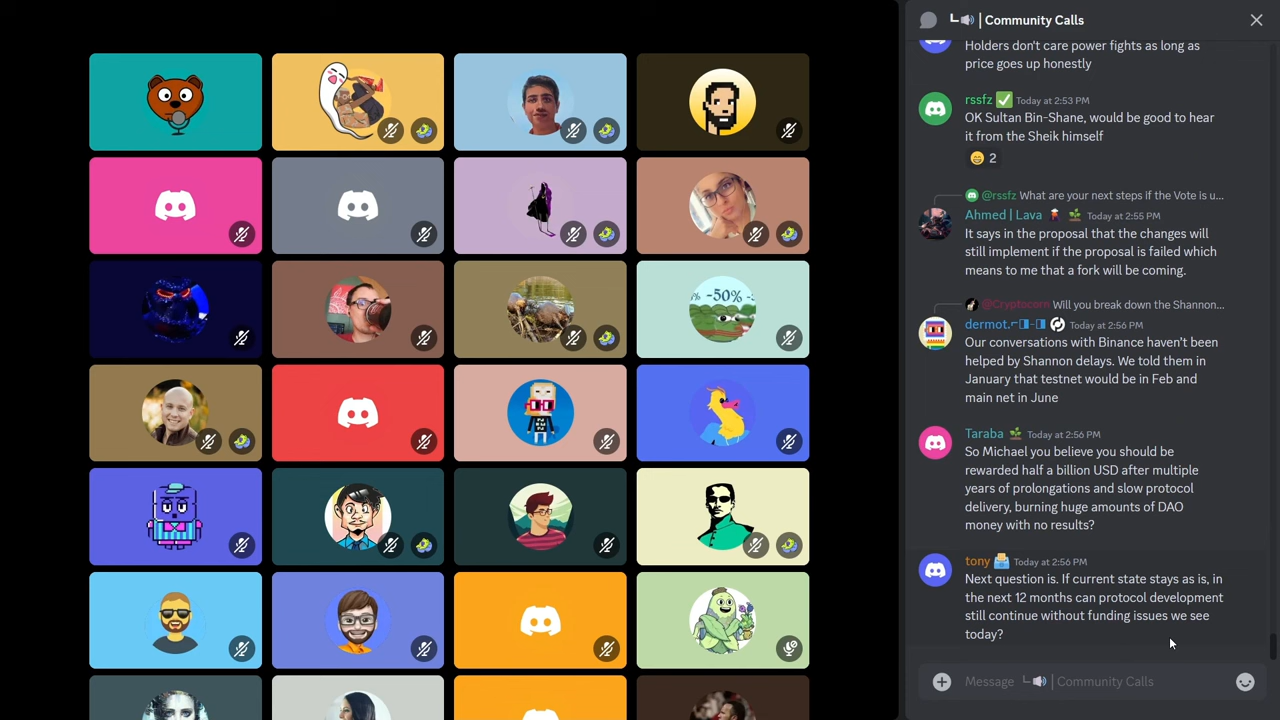 └🔊 | Community Calls
Holders don't care power fights as long as
price goes up honestly
rssfz ✅ Today at 2:53 PM
OK Sultan Bin-Shane, would be good to hear
it from the Sheik himself
2
@rssfz What are your next steps if the Vote is u...
Ahmed | Lava Today at 2:55 PM
It says in the proposal that the changes will
still implement if the proposal is failed which
means to me that a fork will be coming.
@Cryptocorn Will you break down the Shannon...
dermot.⌐◨-◨ Today at 2:56 PM
Our conversations with Binance haven't been
helped by Shannon delays. We told them in
January that testnet would be in Feb and
main net in June
Taraba 🌱 Today at 2:56 PM
So Michael you believe you should be
rewarded half a billion USD after multiple
years of prolongations and slow protocol
delivery, burning huge amounts of DAO
money with no results?
tony Today at 2:56 PM
Next question is. If current state stays as is, in
the next 12 months can protocol development
still continue without funding issues we see
today?
Message └🔊 | Community Calls
-50%